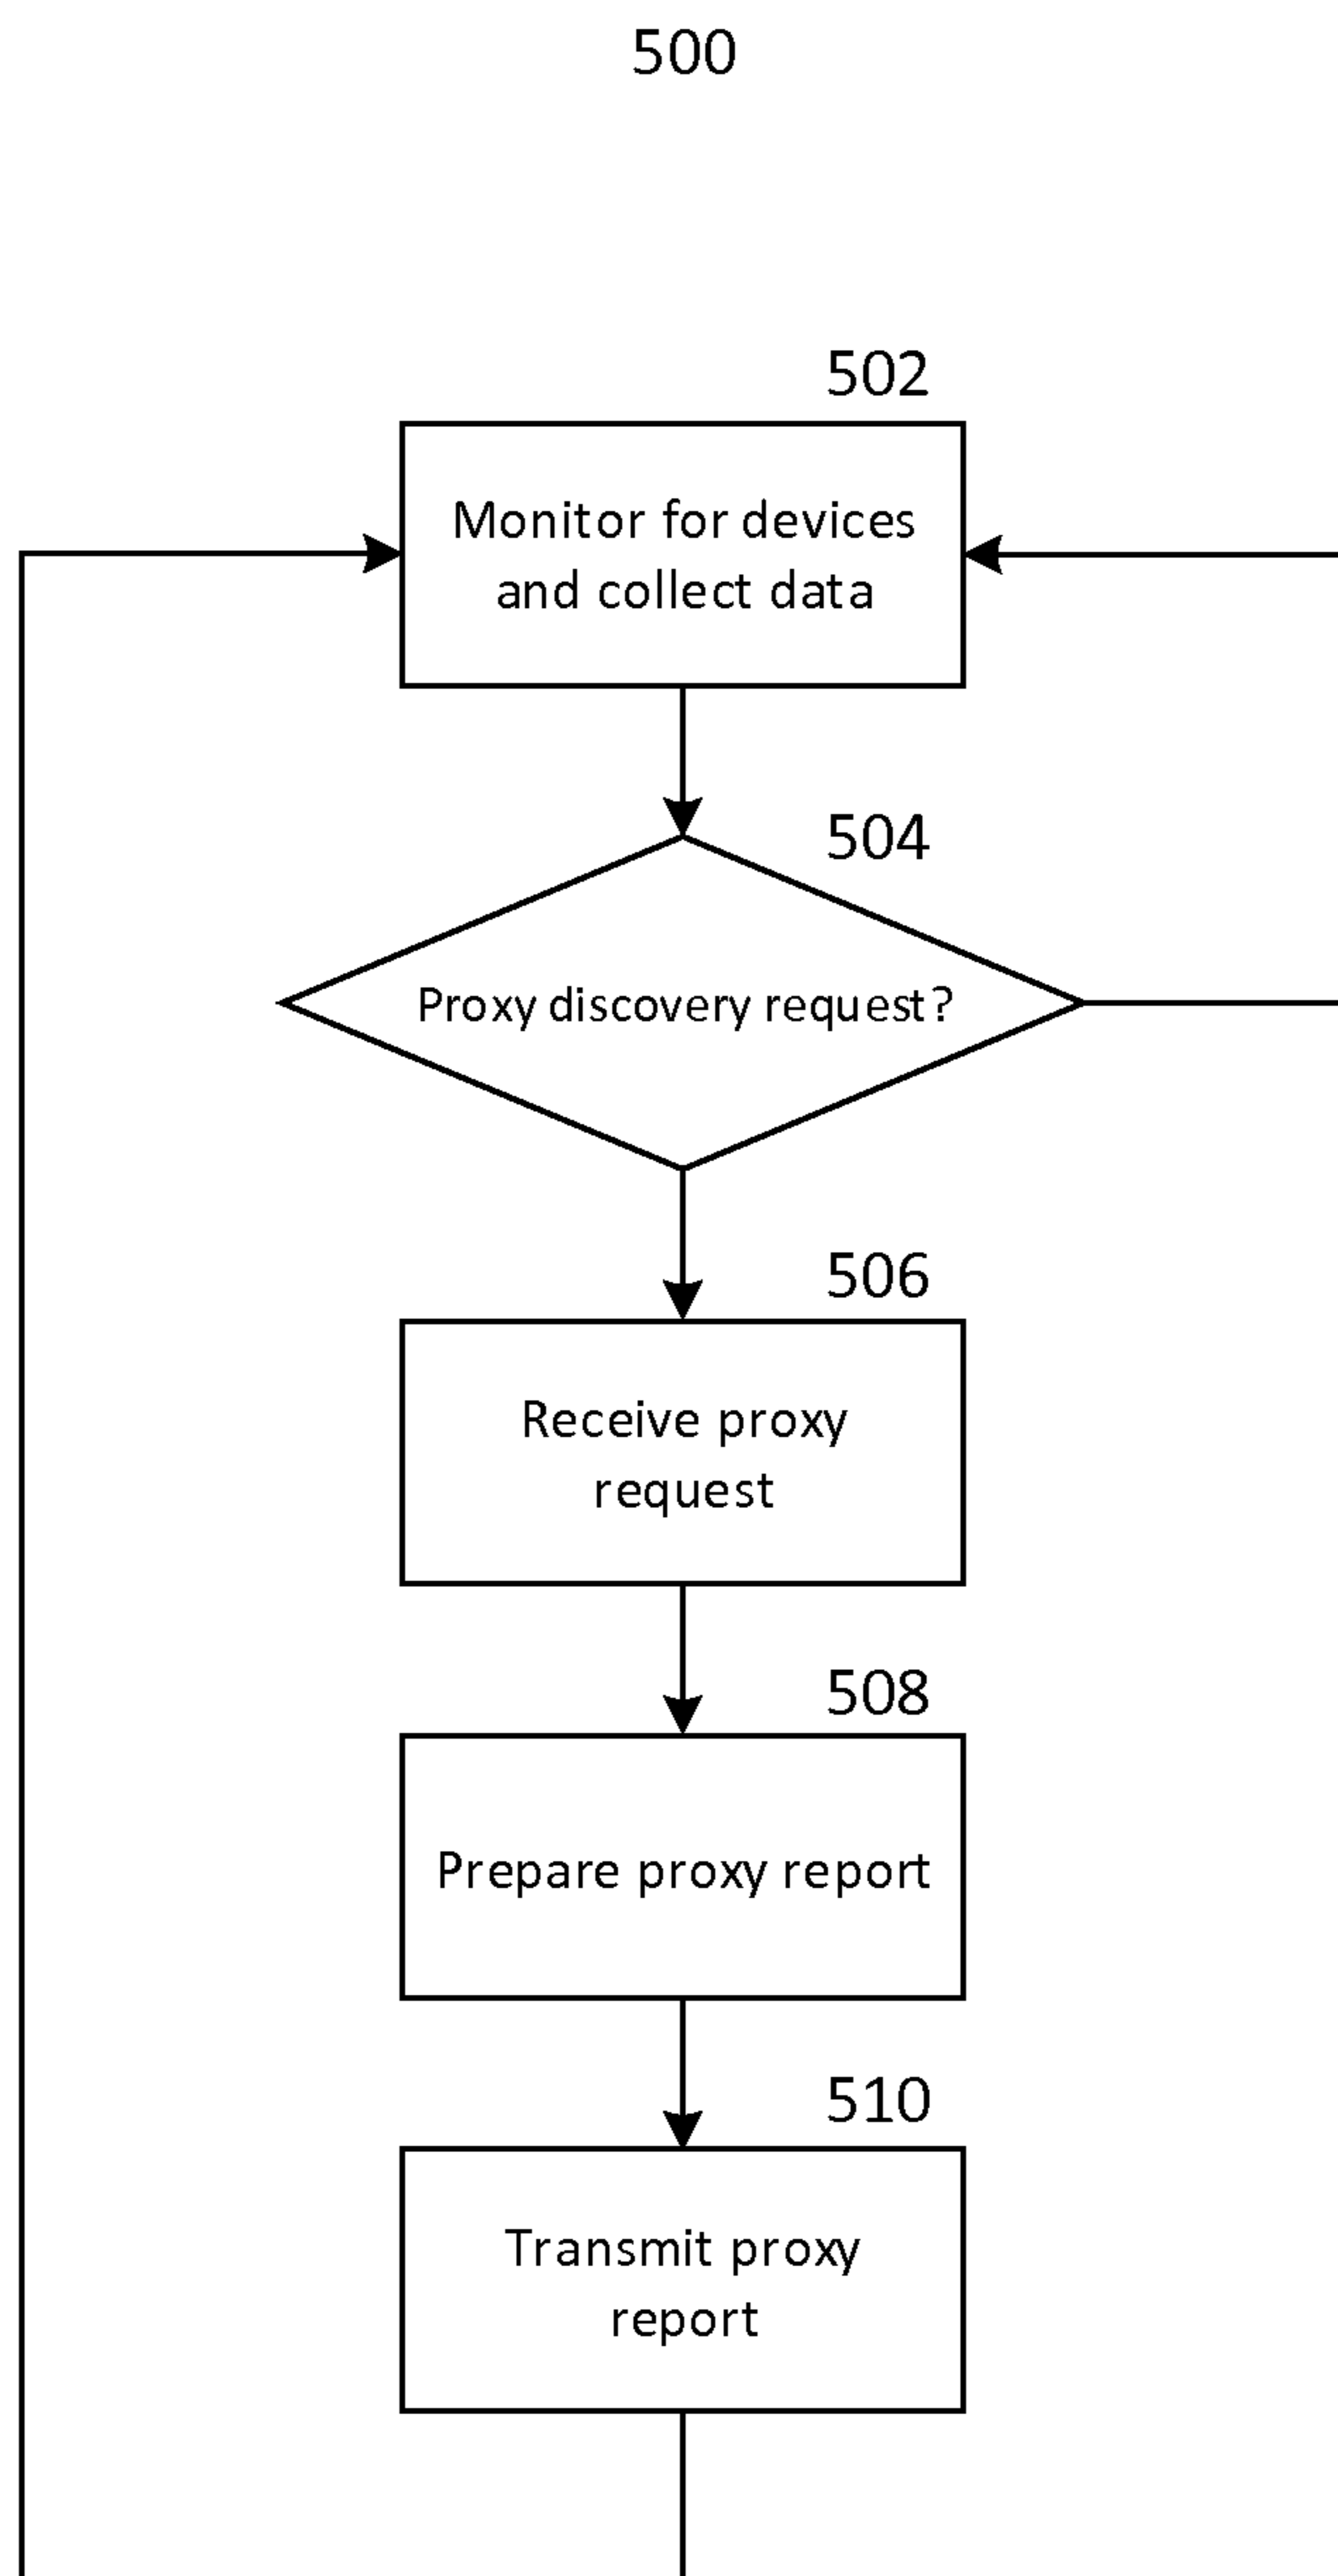 500
502
Monitor for devices
and collect data
504
Proxy discovery request?
506
Receive proxy
request
508
Prepare proxy report
510
Transmit proxy
report